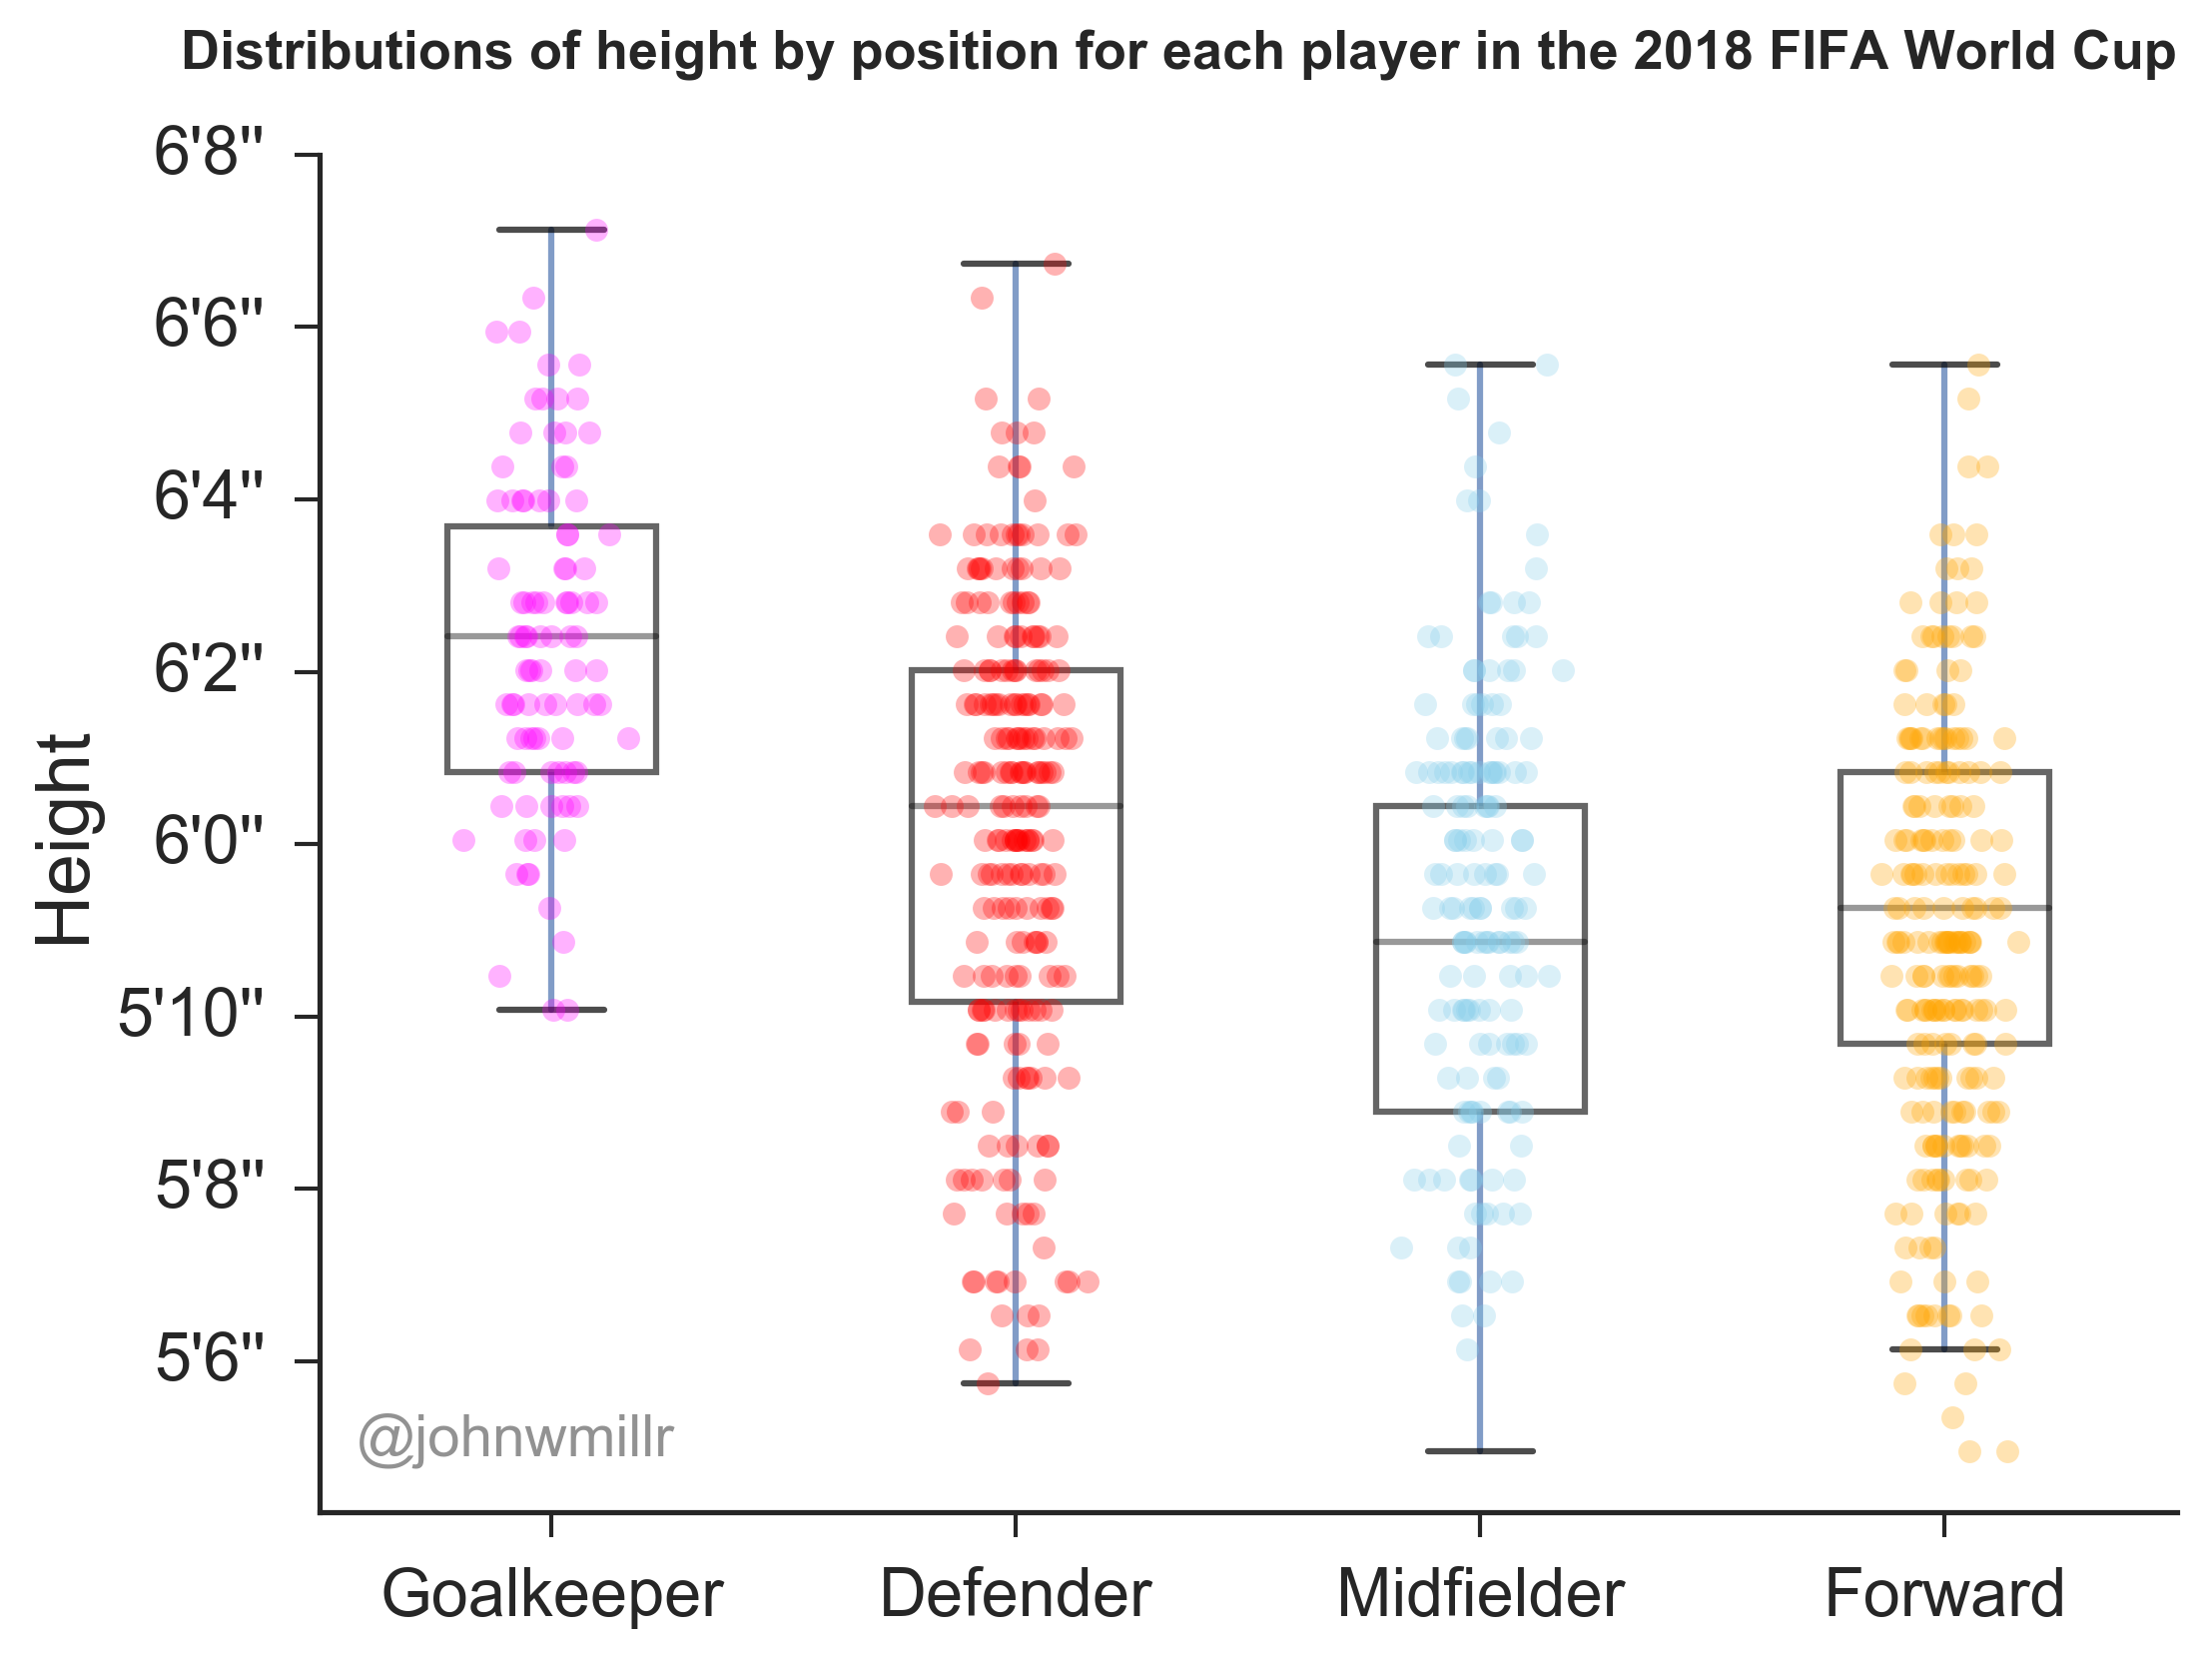 Distributions of height by position for each player in the 2018 FIFA World Cup
6'8"
6'6"
6'4"
6'2"
6'0"
5'10"
5'8"
5'6"
Height
@johnwmillr
Goalkeeper Defender Midfielder Forward